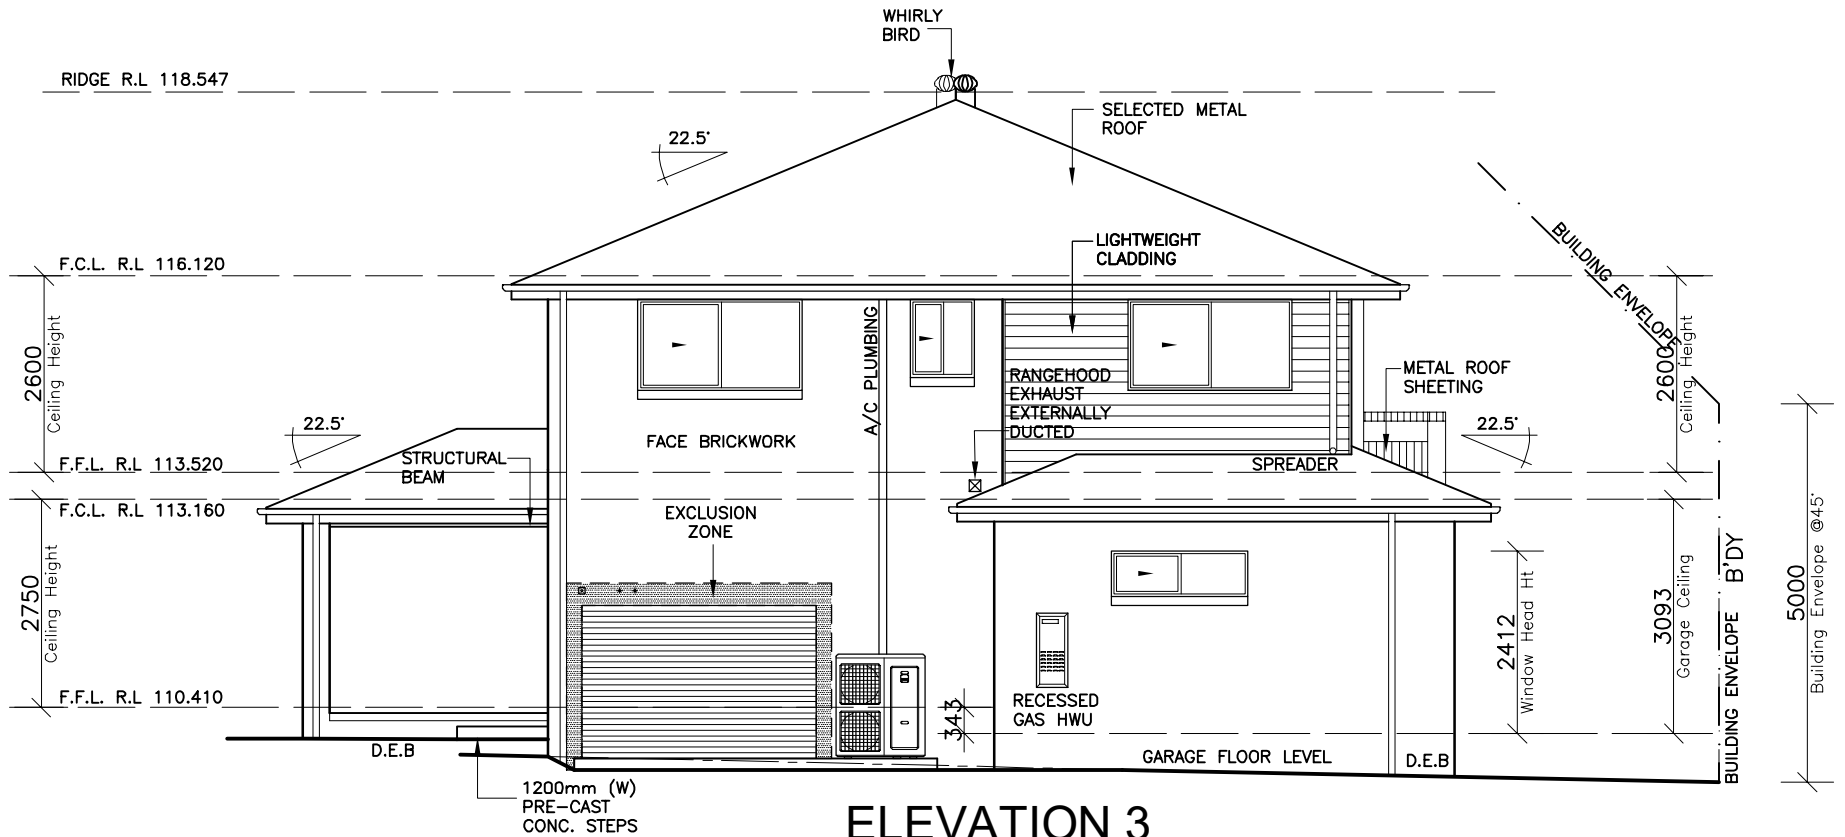 WHIRLY
BIRD
RIDGE R.L 118.547
SELECTED METAL
ROOF
22.5°
BUILDING ENVELOPE
LIGHTWEIGHT
CLADDING
F.C.L. R.L 116.120
2600
Ceiling Height
A/C PLUMBING
RANGEHOOD
EXHAUST
EXTERNALLY
DUCTED
METAL ROOF
SHEETING
2600
Ceiling Height
22.5°
FACE BRICKWORK
22.5°
STRUCTURAL
BEAM
SPREADER
F.F.L. R.L 113.520
F.C.L. R.L 113.160
EXCLUSION
ZONE
2750
Ceiling Height
2412
Window Head Ht
3093
Garage Ceiling
BUILDING ENVELOPE B'DY
5000
Building Envelope @45°
F.F.L. R.L 110.410
343
RECESSED
GAS HWU
D.E.B
GARAGE FLOOR LEVEL
D.E.B
1200mm (W)
PRE-CAST
CONC. STEPS
ELEVATION 3